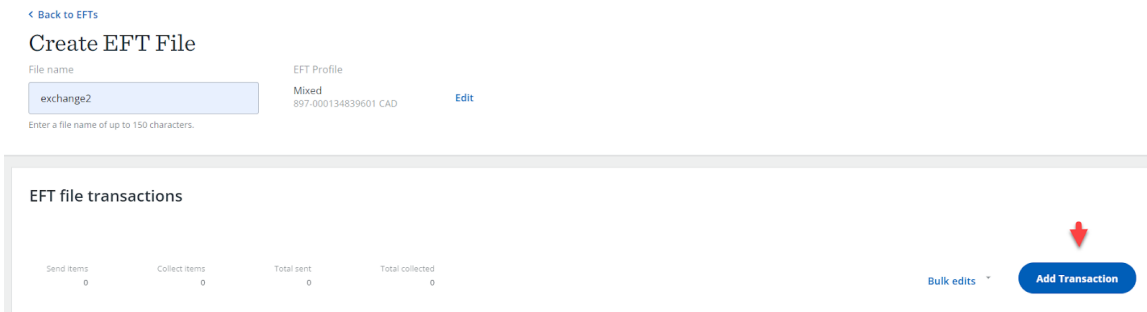 Back to EFTs
Create EFT File
File name
EFT Profile
exchange2
Mixed
897-000134839601 CAD
Edit
Enter a file name of up to 150 characters.
EFT file transactions
Send items
Collect items
Total sent
Total collected
0
0
0
0
Bulk edits
Add Transaction